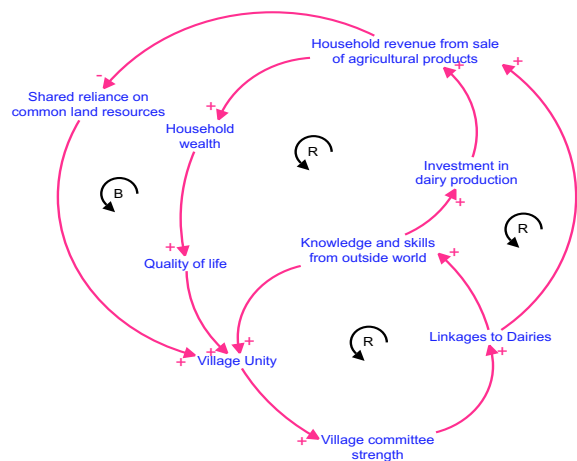 Household revenue from sale
of agricultural products
+
+
-
Shared reliance on
common land resources
+
Household
wealth
R
Investment in
dairy production
B
+
R
Knowledge and skills
from outside world
+
+
Quality of life
+
Linkages to Dairies
R
+
+
+
Village Unity
+
+
Village committee
strength